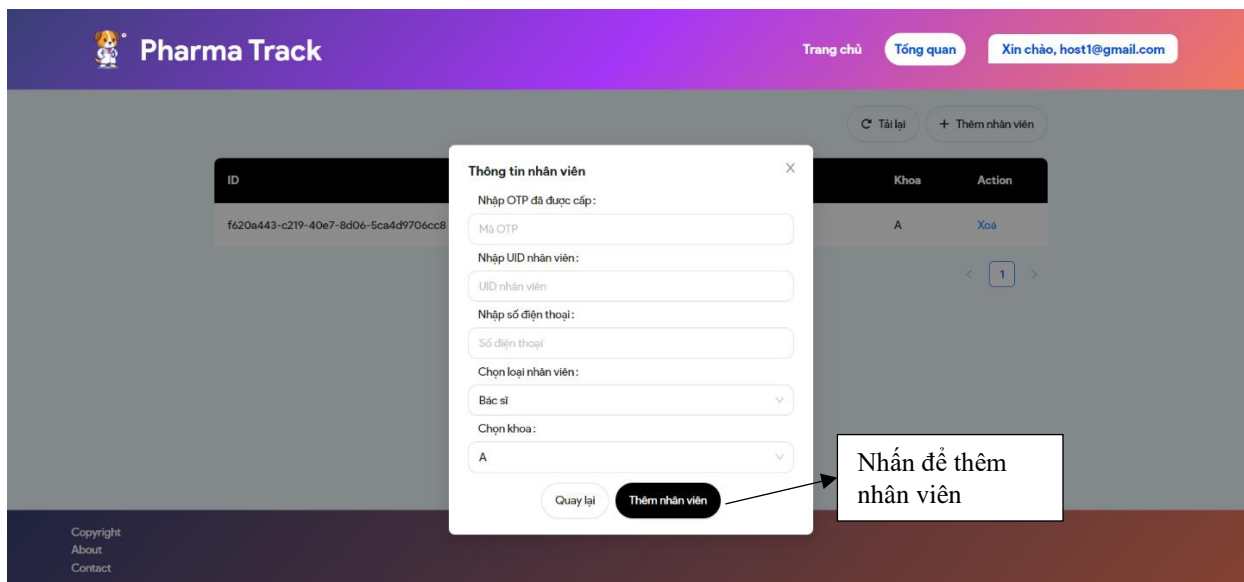 Pharma Track
Trang chủ
Tổng quan
Xin chào, host1@gmail.com
Tải lại
+ Thêm nhân viên
ID
Khoa
Action
f620a443-c219-40e7-8d06-5ca4d9706cc8
A
Xoá
< 1 >
Thông tin nhân viên
Nhập OTP đã được cấp:
Mã OTP
Nhập UID nhân viên:
UID nhân viên
Nhập số điện thoại:
Số điện thoại
Chọn loại nhân viên:
Bác sĩ
Chọn khoa:
A
Quay lại
Thêm nhân viên
Nhấn để thêm
nhân viên
Copyright
About
Contact